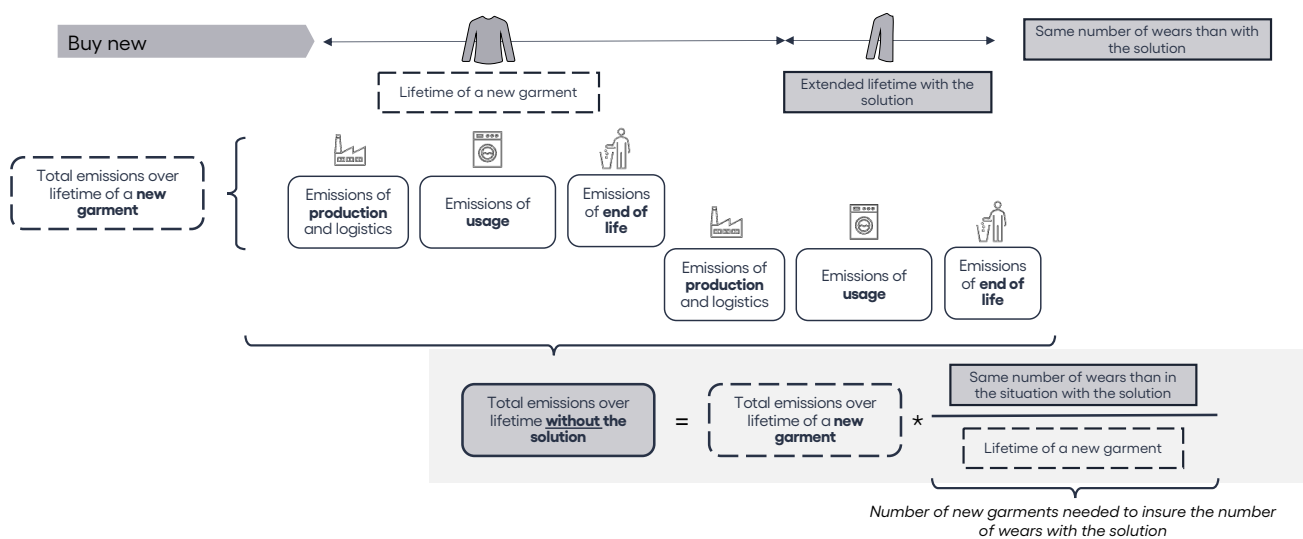 Buy new
Same number of wears than with
the solution
Lifetime of a new garment
Extended lifetime with the
solution
Total emissions over
lifetime of a new
garment
Emissions of
production
and logistics
Emissions of
usage
Emissions
of end of
life
Emissions of
production
and logistics
Emissions of
usage
Emissions
of end of
life
Total emissions over
lifetime without the
solution
=
Total emissions over
lifetime of a new
garment
*
Same number of wears than in
the situation with the solution
Lifetime of a new garment
Number of new garments needed to insure the number
of wears with the solution